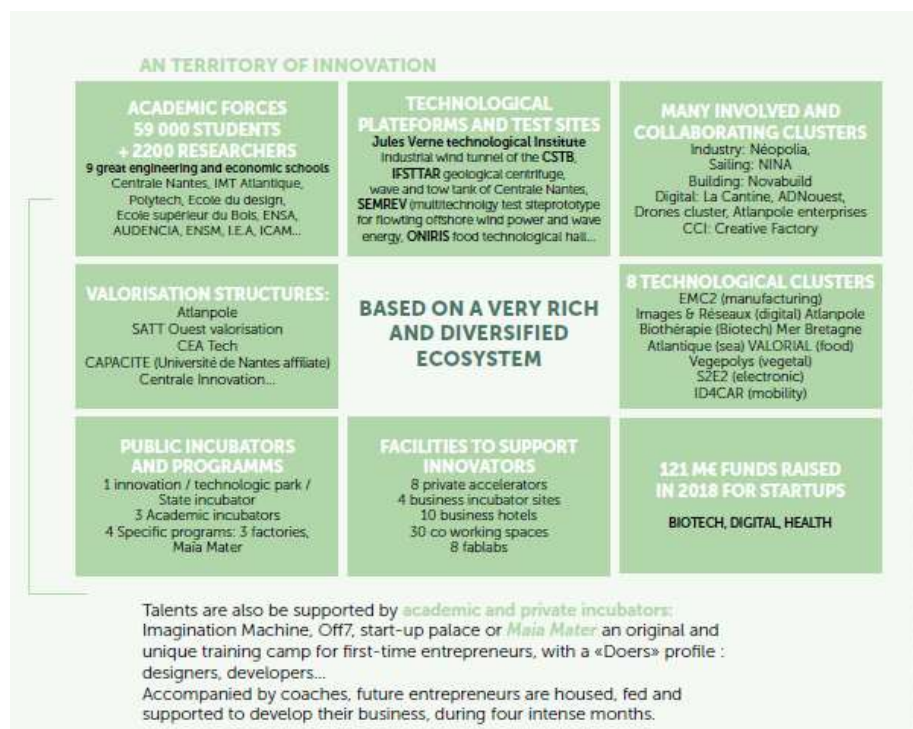 AN TERRITORY OF INNOVATION
ACADEMIC FORCES
59 000 STUDENTS
+ 2200 RESEARCHERS
9 great engineering and economic schools
Centrale Nantes, IMT Atlantique,
Polytech, Ecole du design,
Ecole supérieur du Bois, ENSA,
AUDENCIA, ENSM, I.E.A, ICAM...
TECHNOLOGICAL
PLATEFORMS AND TEST SITES
Jules Verne technological Institute
Industrial wind tunnel of the CSTB,
IFSTTAR geological centrifuge,
wave and tow tank of Centrale Nantes,
SEMREV (multitechnolgy test siteprototype
for flowting offshore wind power and wave
energy, ONIRIS food technological hall...
MANY INVOLVED AND
COLLABORATING CLUSTERS
Industry: Néopolia,
Sailing: NINA
Building: Novabuild
Digital: La Cantine, ADNouest,
Drones cluster, Atlanpole enterprises
CCI: Creative Factory
VALORISATION STRUCTURES:
Atlanpole
SATT Ouest valorisation
CEA Tech
CAPACITE (Université de Nantes affiliate)
Centrale Innovation...
BASED ON A VERY RICH
AND DIVERSIFIED
ECOSYSTEM
8 TECHNOLOGICAL CLUSTERS
EMC2 (manufacturing)
Images & Réseaux (digital) Atlanpole
Biothérapie (Biotech) Mer Bretagne
Atlantique (sea) VALORIAL (food)
Vegepolys (vegetal)
S2E2 (electronic)
ID4CAR (mobility)
PUBLIC INCUBATORS
AND PROGRAMMS
1 innovation / technologic park /
State incubator
3 Academic incubators
4 Specific programs: 3 factories,
Maïa Mater
FACILITIES TO SUPPORT
INNOVATORS
8 private accelerators
4 business incubator sites
10 business hotels
30 co working spaces
8 fablabs
121 M€ FUNDS RAISED
IN 2018 FOR STARTUPS
BIOTECH, DIGITAL, HEALTH
Talents are also be supported by academic and private incubators:
Imagination Machine, Off7, start-up palace or Maia Mater an original and
unique training camp for first-time entrepreneurs, with a «Doers» profile :
designers, developers...
Accompanied by coaches, future entrepreneurs are housed, fed and
supported to develop their business, during four intense months.